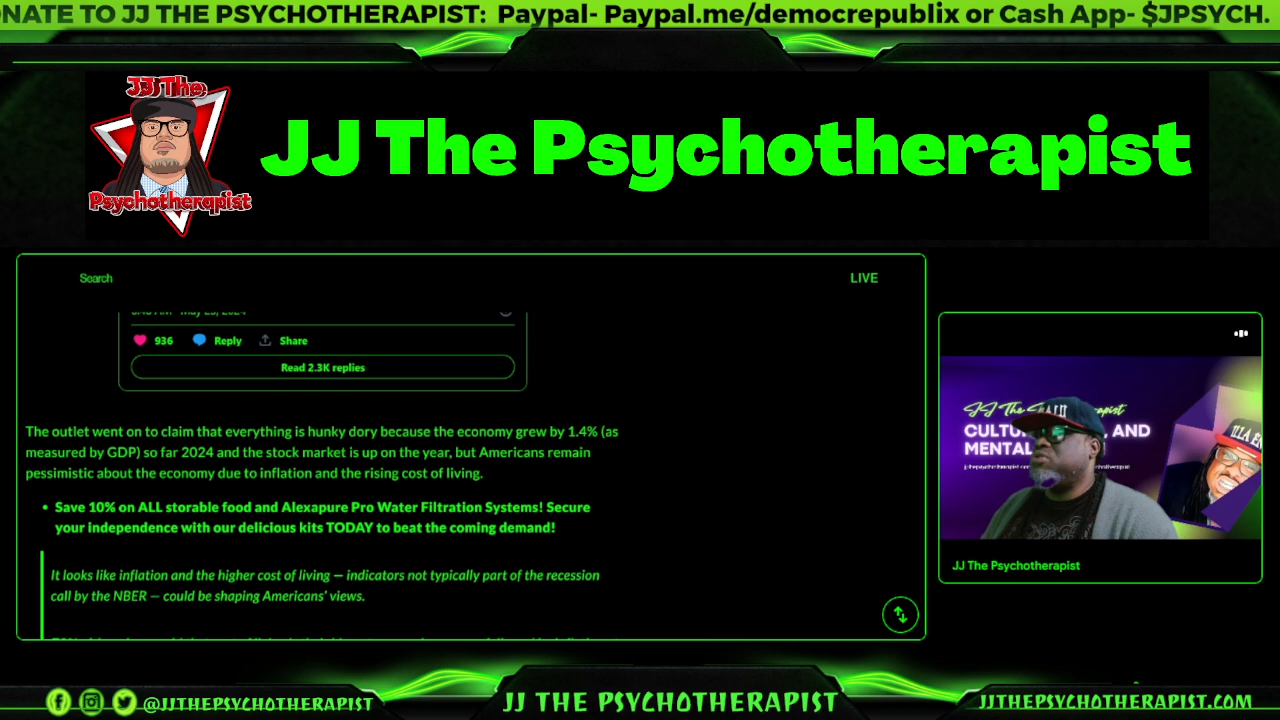 NATE TO JJ THE PSYCHOTHERAPIST: Paypal- Paypal.me/democrepublix or Cash App- $JPSYCH.
JJ The
Psychotherapist
JJ The Psychotherapist
Search
LIVE
936 Reply Share
Read 2.3K replies
The outlet went on to claim that everything is hunky dory because the economy grew by 1.4% (as
measured by GDP) so far 2024 and the stock market is up on the year, but Americans remain
pessimistic about the economy due to inflation and the rising cost of living.
• Save 10% on ALL storable food and Alexapure Pro Water Filtration Systems! Secure
your independence with our delicious kits TODAY to beat the coming demand!
It looks like inflation and the higher cost of living — indicators not typically part of the recession
call by the NBER — could be shaping Americans' views.
JJ The
AND
MENTAL
JJ The Psychotherapist
@JJTHEPSYCHOTHERAPIST
JJ THE PSYCHOTHERAPIST
JJTHEPSYCHOTHERAPIST.COM